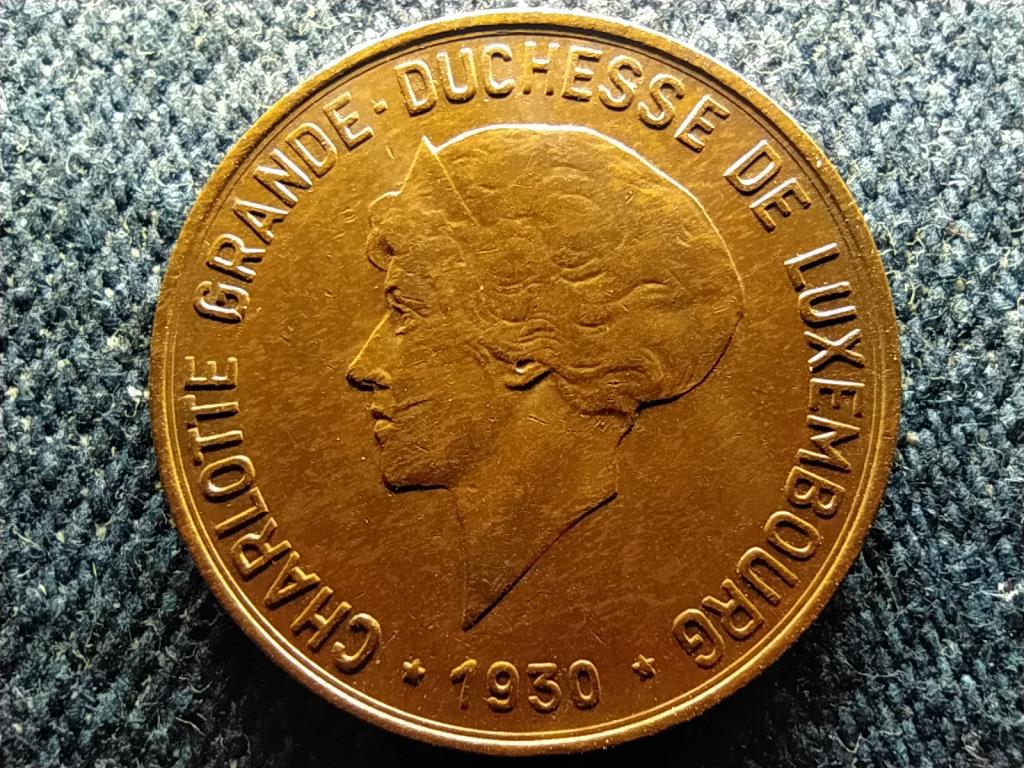 CHARLOTTE GRANDE-DUCHESSE DE LUXEMBOURG
★ 1930 ★